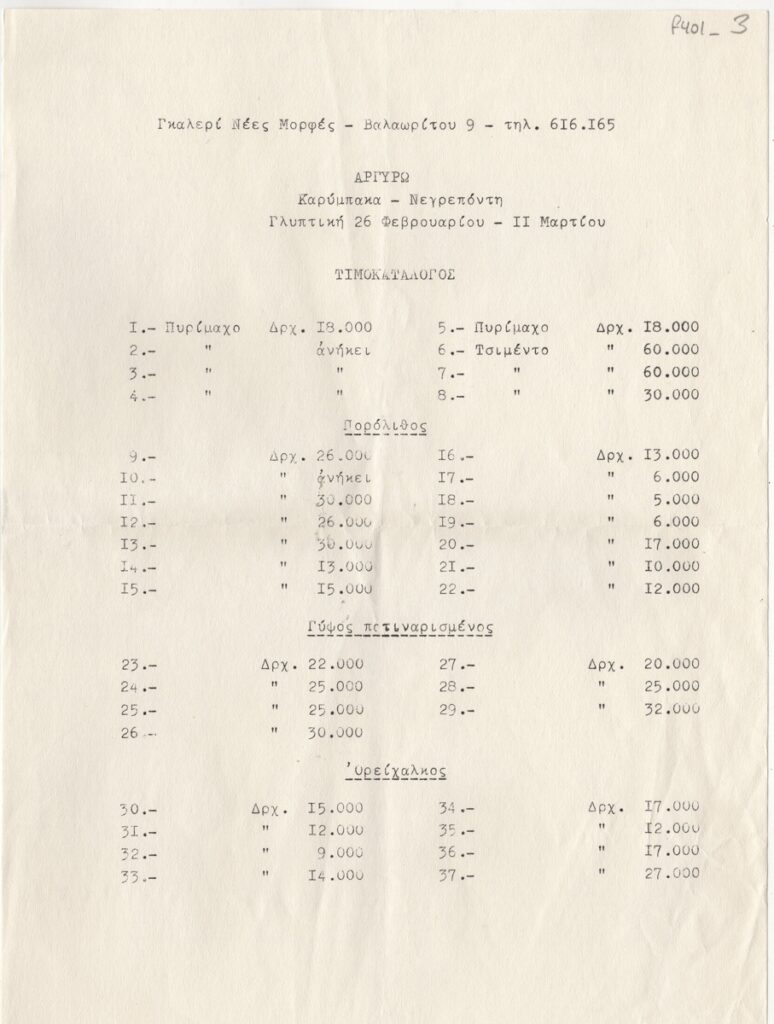 f401_3
Γκαλερί Νέες Μορφές - Βαλαωρίτου 9 - τηλ. 6I6.I65
ΑΡΓΥΡΩ
Καρύμπακα - Νεγρεπόντη
Γλυπτική 26 Φεβρουαρίου - II Μαρτίου
ΤΙΜΟΚΑΤΑΛΟΓΟΣ
I.- Πυρίμαχο Δρχ. I8.000 5.- Πυρίμαχο Δρχ. I8.000
2.- " ἀνήκει 6.- Τσιμέντο " 60.000
3.- " " 7.- " " 60.000
4.- " " 8.- " " 30.000
Πορόλιθος
9.- Δρχ. 26.000 I6.- Δρχ. I3.000
I0.- " ἀνήκει I7.- " 6.000
II.- " 30.000 I8.- " 5.000
I2.- " 26.000 I9.- " 6.000
I3.- " 30.000 20.- " I7.000
I4.- " I3.000 2I.- " I0.000
I5.- " I5.000 22.- " I2.000
Γύψος πατιναρισμένος
23.- Δρχ. 22.000 27.- Δρχ. 20.000
24.- " 25.000 28.- " 25.000
25.- " 25.000 29.- " 32.000
26.- " 30.000
Ὀρείχαλκος
30.- Δρχ. I5.000 34.- Δρχ. I7.000
3I.- " I2.000 35.- " I2.000
32.- " 9.000 36.- " I7.000
33.- " I4.000 37.- " 27.000